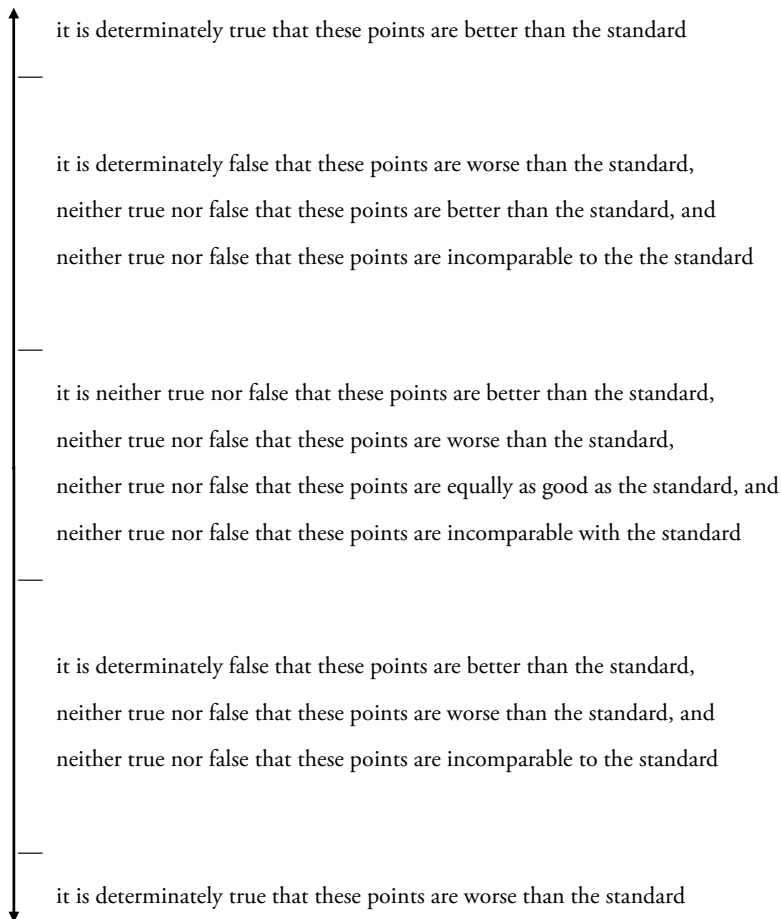 it is determinately true that these points are better than the standard
it is determinately false that these points are worse than the standard,
neither true nor false that these points are better than the standard, and
neither true nor false that these points are incomparable to the the standard
it is neither true nor false that these points are better than the standard,
neither true nor false that these points are worse than the standard,
neither true nor false that these points are equally as good as the standard, and
neither true nor false that these points are incomparable with the standard
it is determinately false that these points are better than the standard,
neither true nor false that these points are worse than the standard, and
neither true nor false that these points are incomparable to the standard
it is determinately true that these points are worse than the standard